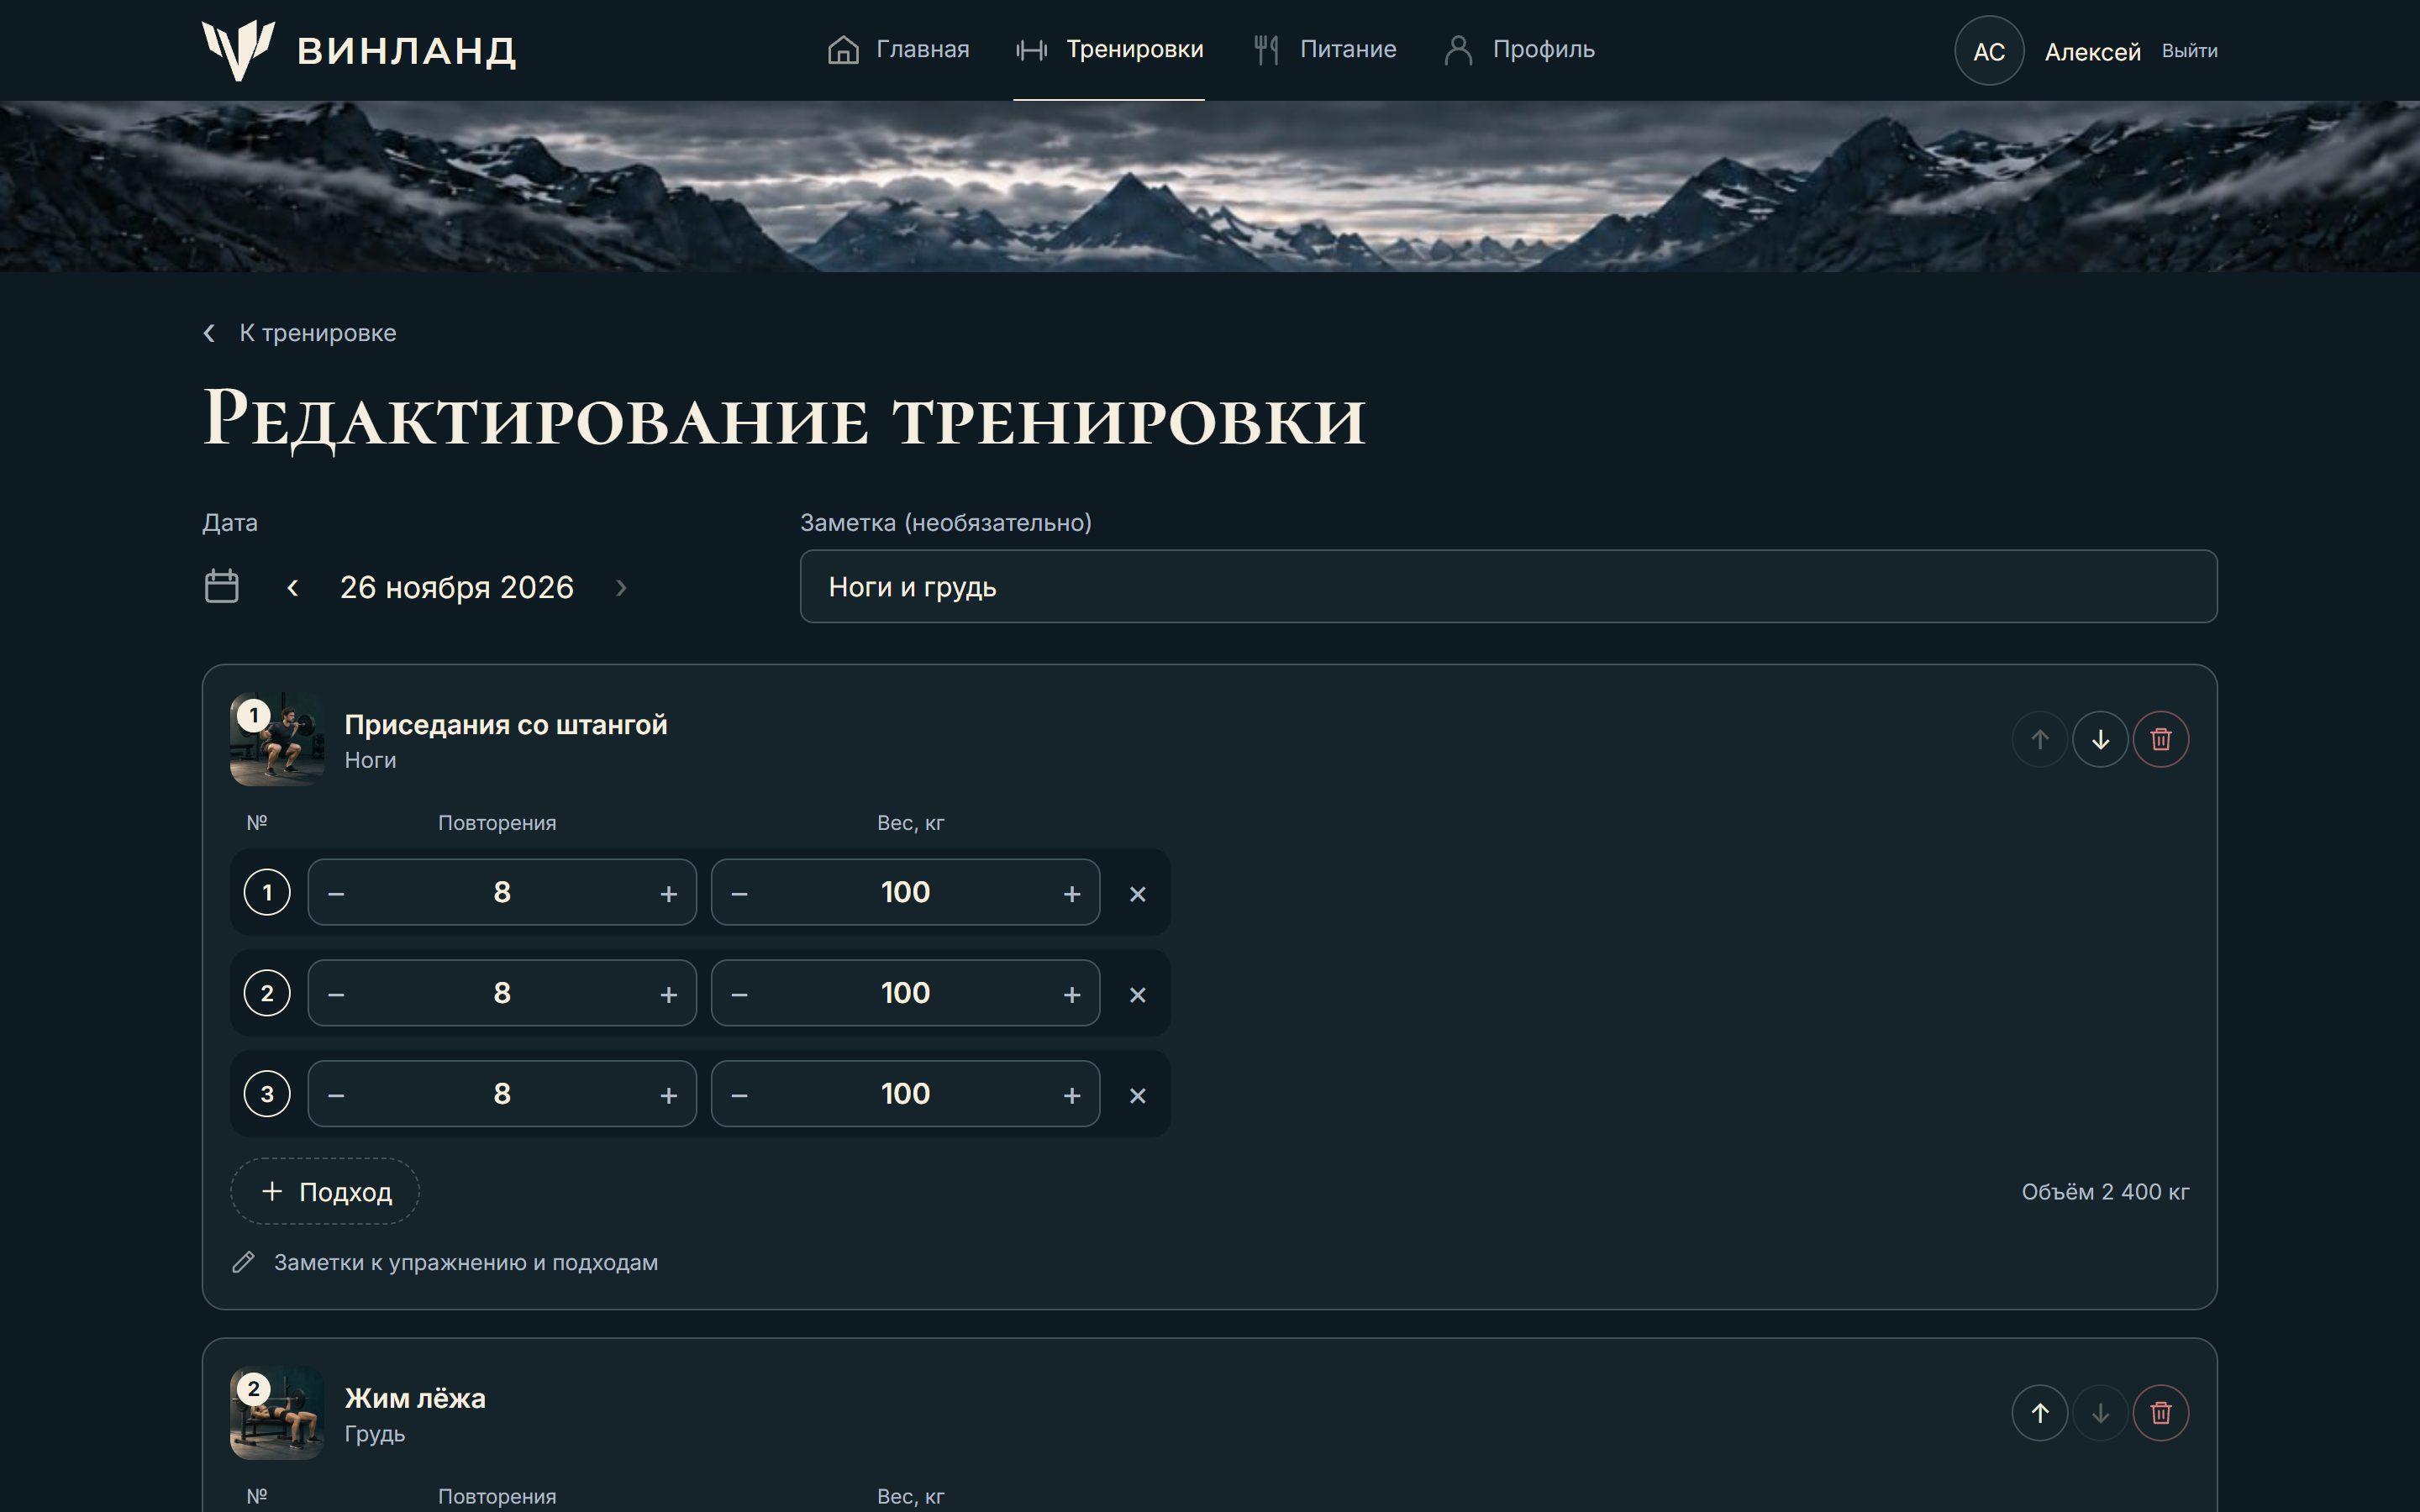 ВИНЛАНД
Главная
Тренировки
Питание
Профиль
АС
Алексей
Выйти
К тренировке
Редактирование тренировки
Дата
Заметка (необязательно)
26 ноября 2026
Ноги и грудь
1
Приседания со штангой
Ноги
№ Повторения Вес, кг
1 − 8 + − 100 + ×
2 − 8 + − 100 + ×
3 − 8 + − 100 + ×
+ Подход
Объём 2 400 кг
Заметки к упражнению и подходам
2
Жим лёжа
Грудь
№ Повторения Вес, кг